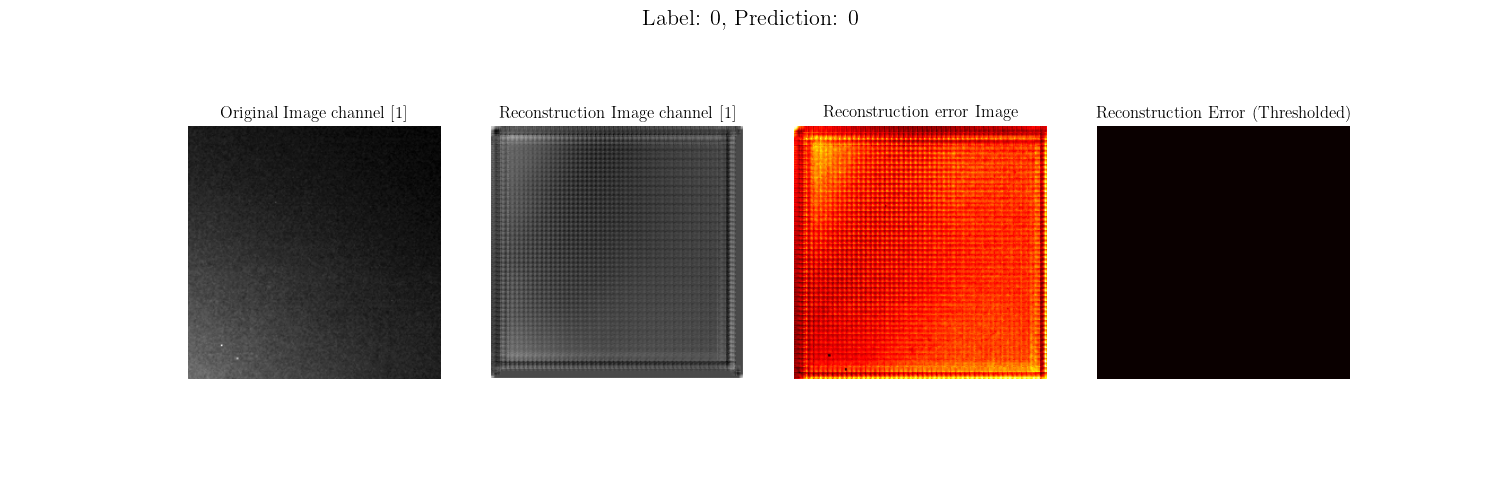 Label: 0, Prediction: 0
Original Image channel [1]
Reconstruction Image channel [1]
Reconstruction error Image
Reconstruction Error (Thresholded)